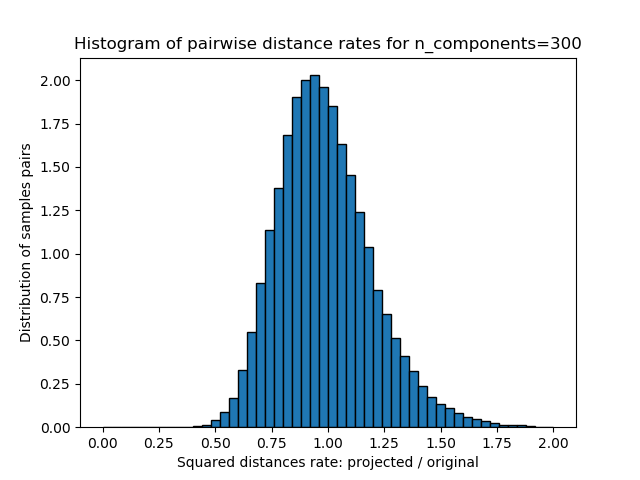 Histogram of pairwise distance rates for n_components=300
Distribution of samples pairs
2.00
1.75
1.50
1.25
1.00
0.75
0.50
0.25
0.00
0.00 0.25 0.50 0.75 1.00 1.25 1.50 1.75 2.00
Squared distances rate: projected / original